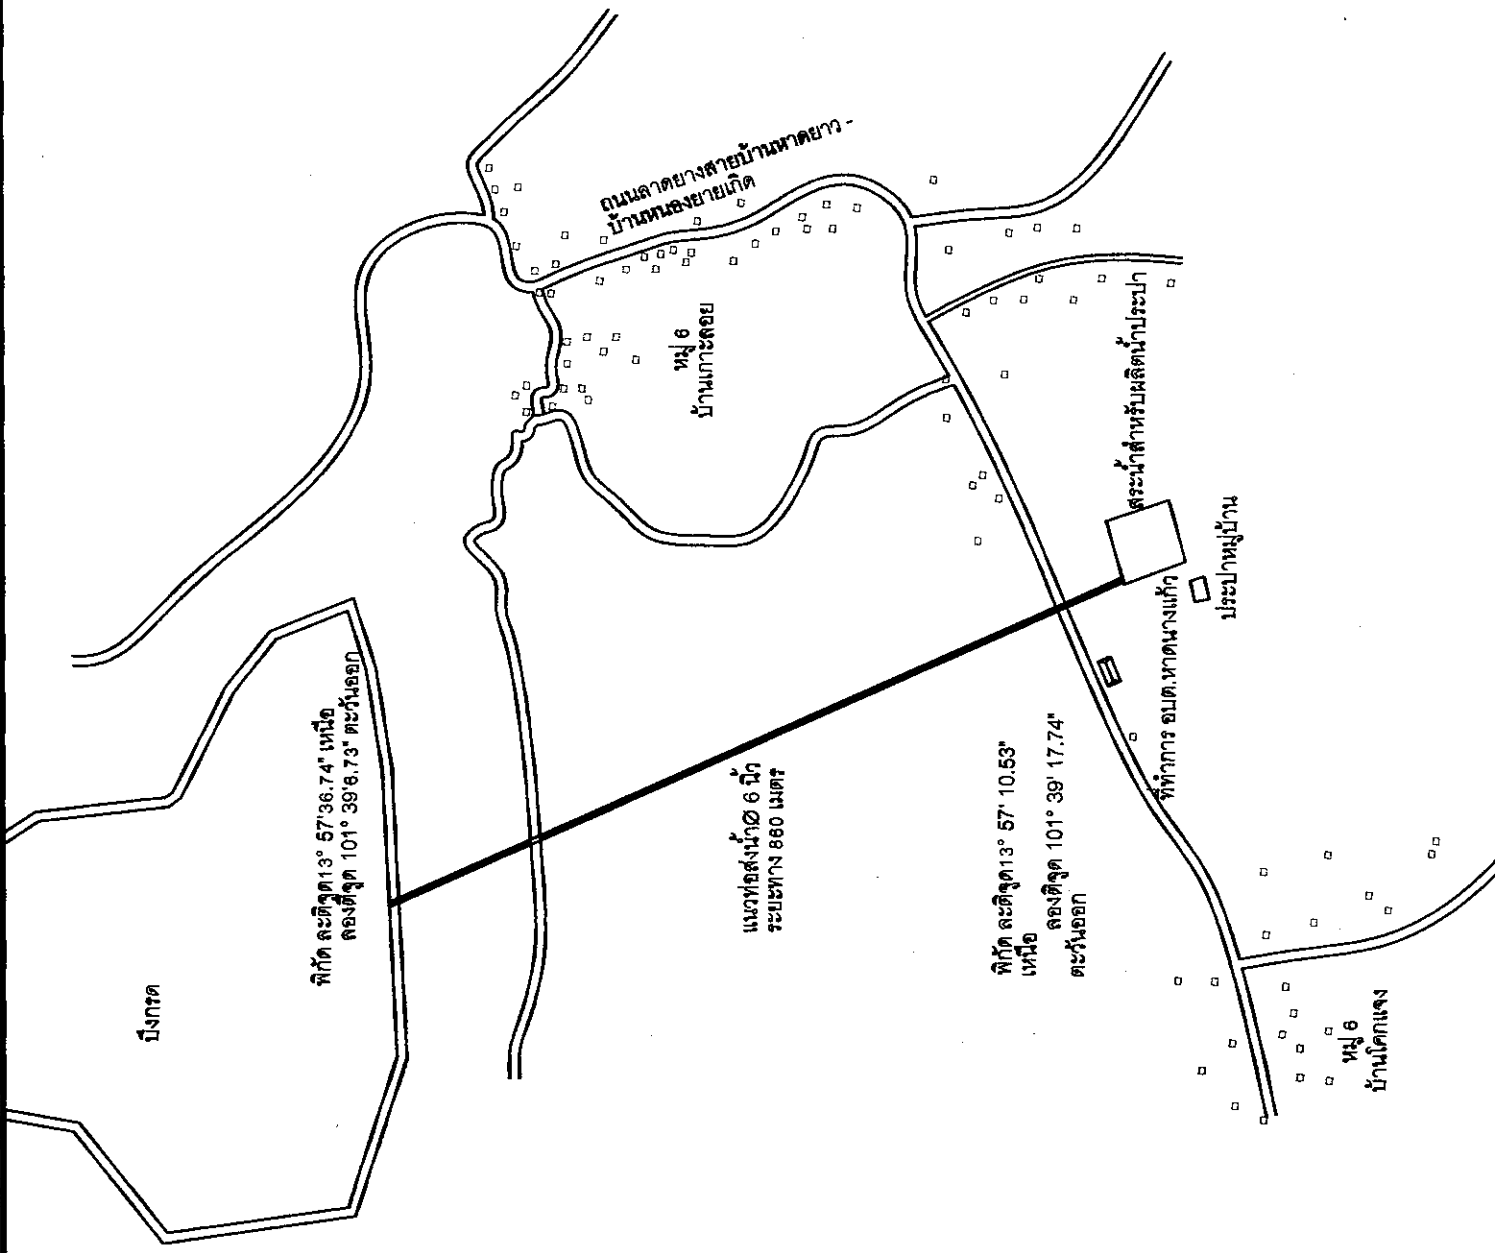 บึงกรด
พิกัด ละติจูด13° 57'36.74" เหนือ
ลองติจูด 101° 39'6.73" ตะวันออก
ถนนลาดยางสายบ้านหาดยาว -
บ้านหนองยายเกิด
หมู่ 6
บ้านเกาะลอย
แนวท่อส่งน้ำØ 6 นิ้ว
ระยะทาง 860 เมตร
พิกัด ละติจูด13° 57' 10.53"
เหนือ
ลองติจูด 101° 39' 17.74"
ตะวันออก
สระน้ำสำหรับผลิตน้ำประปา
ที่ทำการ อบต.หาดนางแก้ว
ประปาหมู่บ้าน
หมู่ 6
บ้านโคกแจง